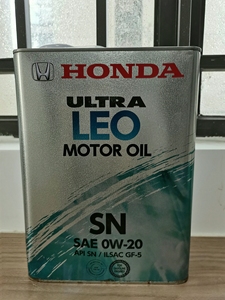 HONDA
ULTRA
LEO
MOTOR OIL
SN
SAE 0W-20
API SN / ILSAC GF-5